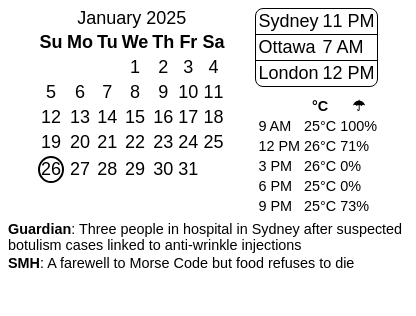 January 2025
Su Mo Tu We Th Fr Sa
1 2 3 4
5 6 7 8 9 10 11
12 13 14 15 16 17 18
19 20 21 22 23 24 25
26 27 28 29 30 31
Sydney 11 PM
Ottawa 7 AM
London 12 PM
°C ☂
9 AM 25°C 100%
12 PM 26°C 71%
3 PM 26°C 0%
6 PM 25°C 0%
9 PM 25°C 73%
Guardian: Three people in hospital in Sydney after suspected
botulism cases linked to anti-wrinkle injections
SMH: A farewell to Morse Code but food refuses to die